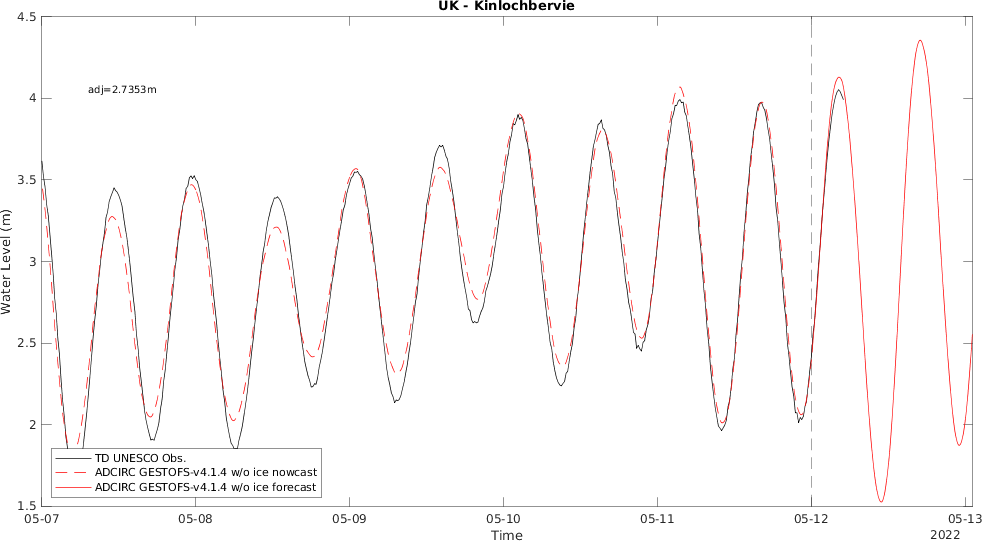 UK - Kinlochbervie
4.5
4
3.5
3
2.5
2
1.5
Water Level (m)
adj=2.7353m
TD UNESCO Obs.
ADCIRC GESTOFS-v4.1.4 w/o ice nowcast
ADCIRC GESTOFS-v4.1.4 w/o ice forecast
05-07 05-08 05-09 05-10 05-11 05-12 05-13
Time
2022